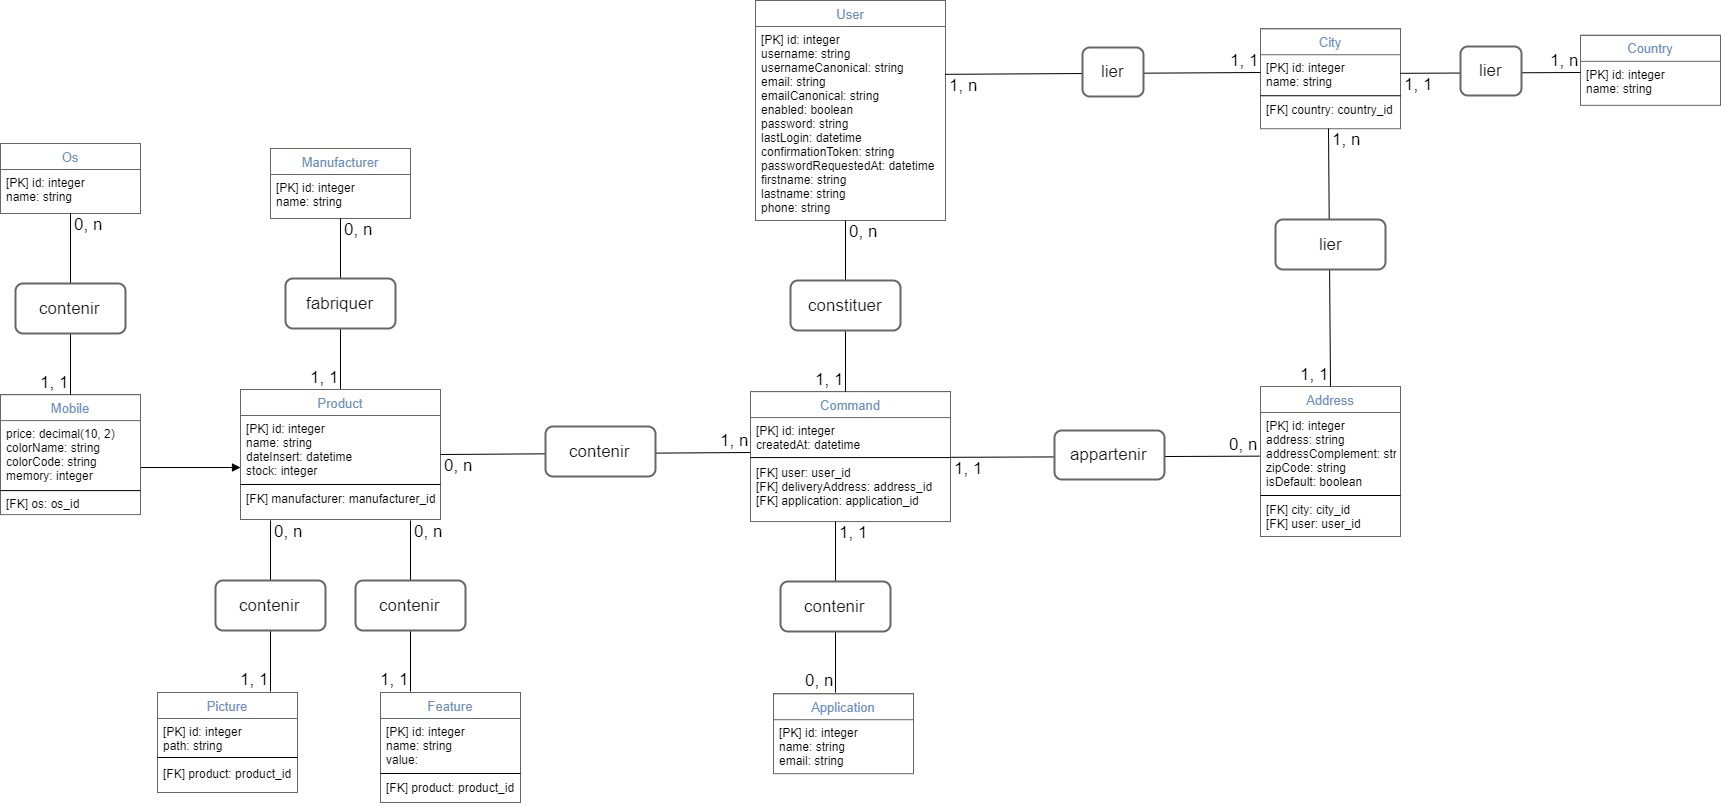 User
[PK] id: integer
username: string
usernameCanonical: string
email: string
emailCanonical: string
enabled: boolean
password: string
lastLogin: datetime
confirmationToken: string
passwordRequestedAt: datetime
firstname: string
lastname: string
phone: string
1, n
lier
1, 1
City
[PK] id: integer
name: string
[FK] country: country_id
1, 1
lier
1, n
Country
[PK] id: integer
name: string
1, n
lier
1, 1
Os
[PK] id: integer
name: string
0, n
contenir
1, 1
Manufacturer
[PK] id: integer
name: string
0, n
fabriquer
1, 1
0, n
constituer
1, 1
Mobile
price: decimal(10, 2)
colorName: string
colorCode: string
memory: integer
[FK] os: os_id
Product
[PK] id: integer
name: string
dateInsert: datetime
stock: integer
[FK] manufacturer: manufacturer_id
0, n
contenir
1, n
Command
[PK] id: integer
createdAt: datetime
[FK] user: user_id
[FK] deliveryAddress: address_id
[FK] application: application_id
1, 1
appartenir
0, n
Address
[PK] id: integer
address: string
addressComplement: str
zipCode: string
isDefault: boolean
[FK] city: city_id
[FK] user: user_id
0, n
contenir
1, 1
0, n
contenir
1, 1
1, 1
contenir
0, n
Picture
[PK] id: integer
path: string
[FK] product: product_id
Feature
[PK] id: integer
name: string
value:
[FK] product: product_id
Application
[PK] id: integer
name: string
email: string